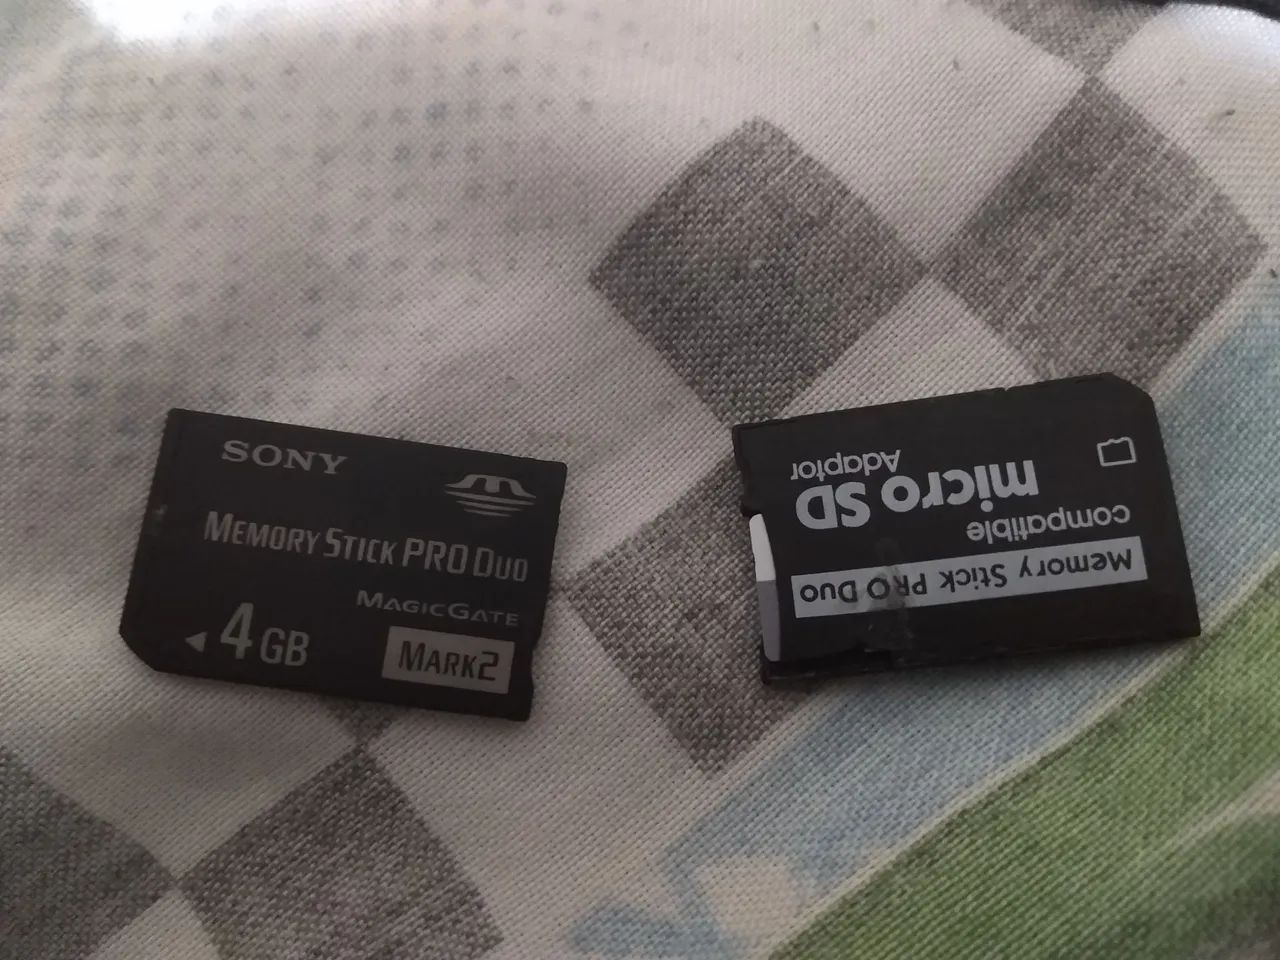 SONY
MEMORY STICK PRO DUO
MAGICGATE
4GB
MARK2
Memory Stick PRO Duo
compatible
micro SD
Adaptor